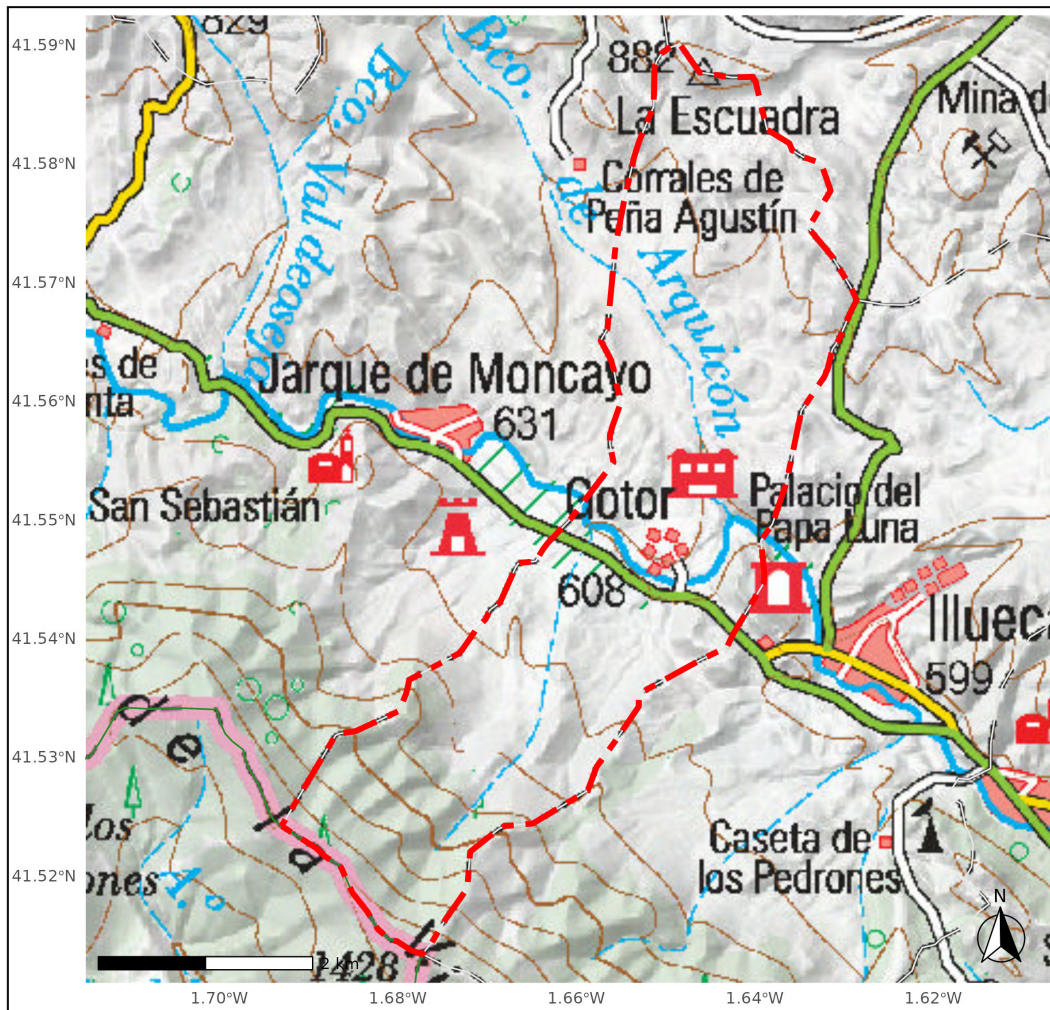 829
41.59°N
882
Bco.
Bco.
La Escuadra
Mina de
41.58°N
Corrales de
de
Peña Agustín
Valdeoseja
41.57°N
Arquicón
es de
Jarque de Moncayo
nta
41.56°N
631
San Sebastián
Gotor
Palacio del
Papa Luna
41.55°N
608
Illueca
41.54°N
599
d
e
41.53°N
los
Caseta de
los Pedrones
a
ones
41.52°N
N
2 km
1428
1.70°W
1.68°W
1.66°W
1.64°W
1.62°W